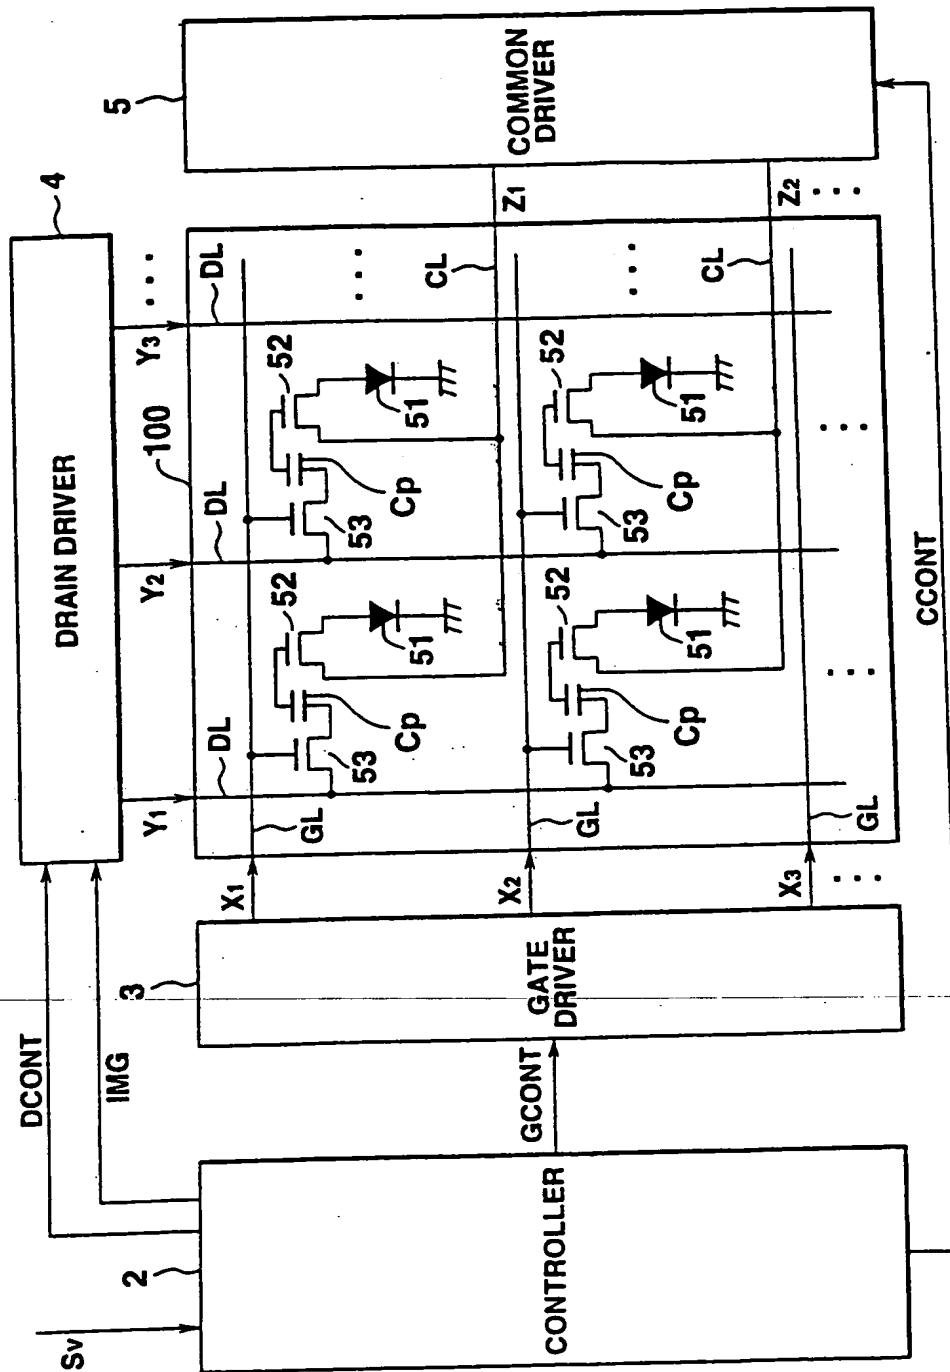 DRAIN DRIVER
4
5
COMMON
DRIVER
DCONT
IMG
Y1
DL
Y2
DL
100
Y3
DL
...
Sv
2
CONTROLLER
GCONT
3
GATE
DRIVER
X1
GL
53
Cp
52
51
53
Cp
52
51
...
CL
Z1
X2
GL
53
Cp
52
51
53
Cp
52
51
...
CL
Z2
X3
GL
...
...
...
...
CCONT